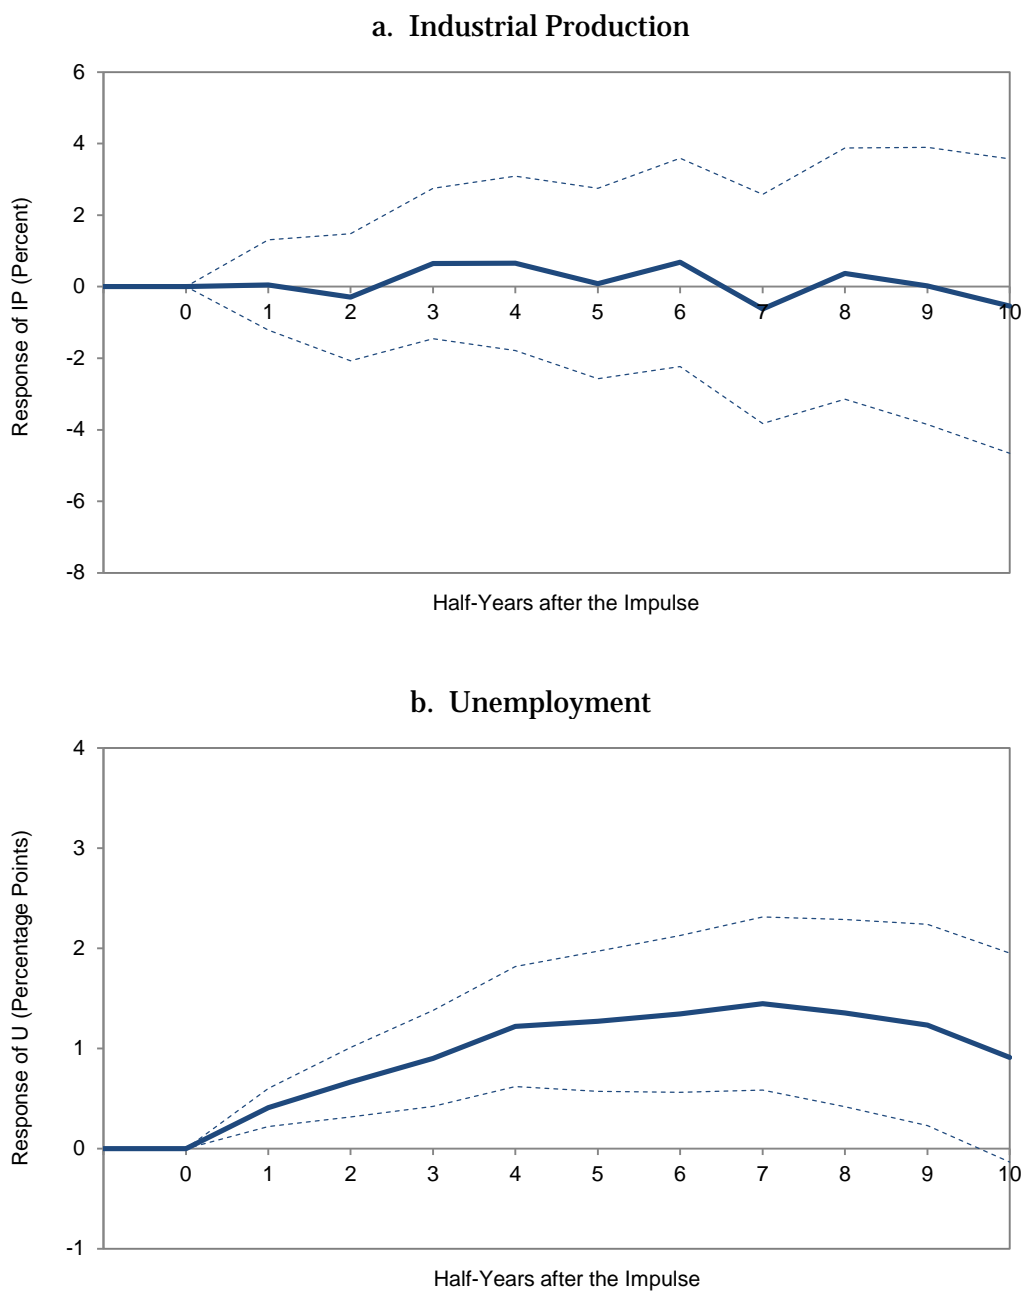 a. Industrial Production
6
4
2
0
-2
-4
-6
-8
Response of IP (Percent)
0 1 2 3 4 5 6 7 8 9 10
Half-Years after the Impulse
b. Unemployment
4
3
2
1
0
-1
Response of U (Percentage Points)
0 1 2 3 4 5 6 7 8 9 10
Half-Years after the Impulse